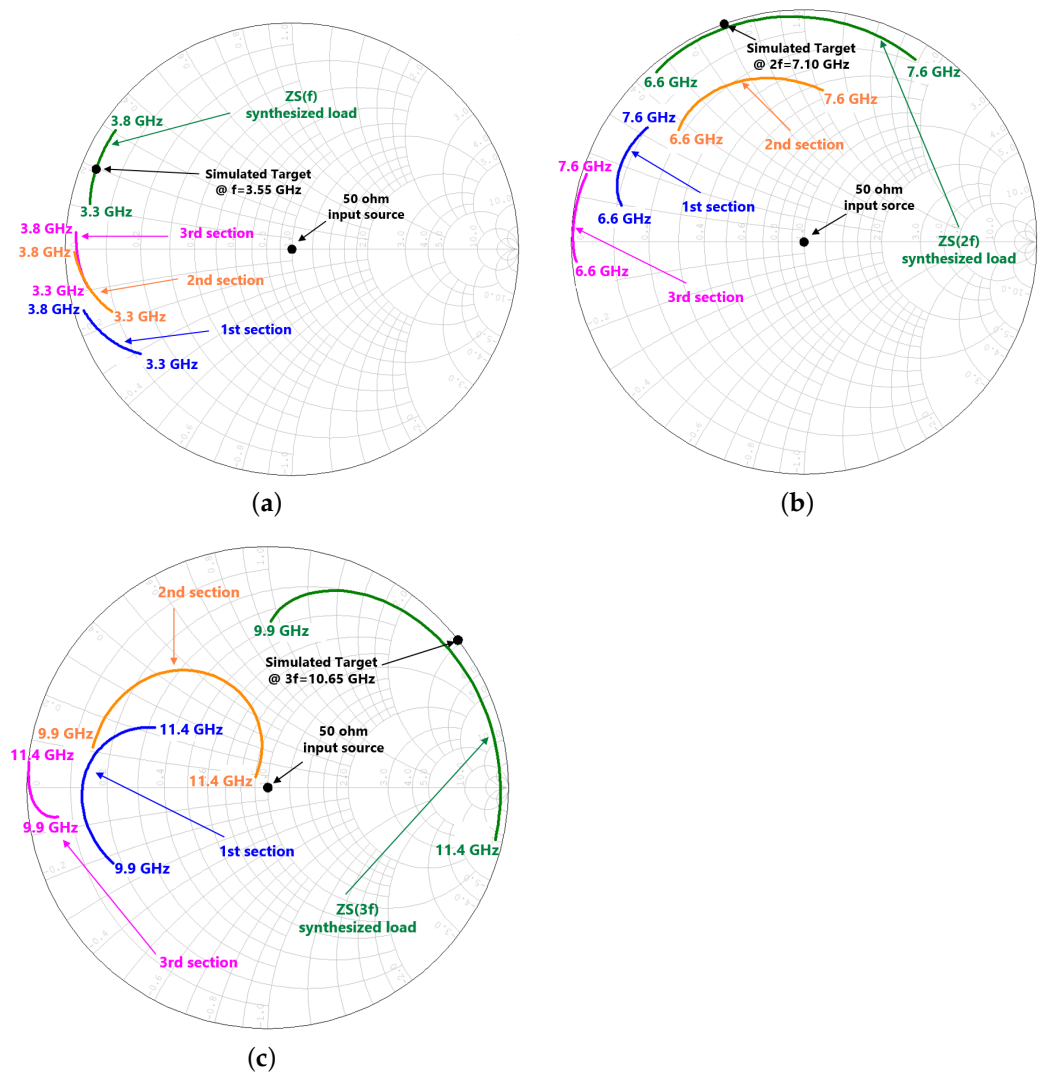 ZS(f)
synthesized load
3.8 GHz
Simulated Target
@ f=3.55 GHz
50 ohm
input source
3.3 GHz
3.8 GHz
3rd section
3.8 GHz
2nd section
3.3 GHz
3.8 GHz
3.3 GHz
1st section
3.3 GHz
(a)
Simulated Target
@ 2f=7.10 GHz
6.6 GHz
7.6 GHz
7.6 GHz
7.6 GHz
6.6 GHz
2nd section
7.6 GHz
1st section
50 ohm
input sorce
6.6 GHz
ZS(2f)
synthesized load
6.6 GHz
3rd section
(b)
2nd section
9.9 GHz
Simulated Target
@ 3f=10.65 GHz
9.9 GHz
11.4 GHz
11.4 GHz
50 ohm
input source
11.4 GHz
9.9 GHz
1st section
11.4 GHz
9.9 GHz
ZS(3f)
synthesized load
3rd section
(c)